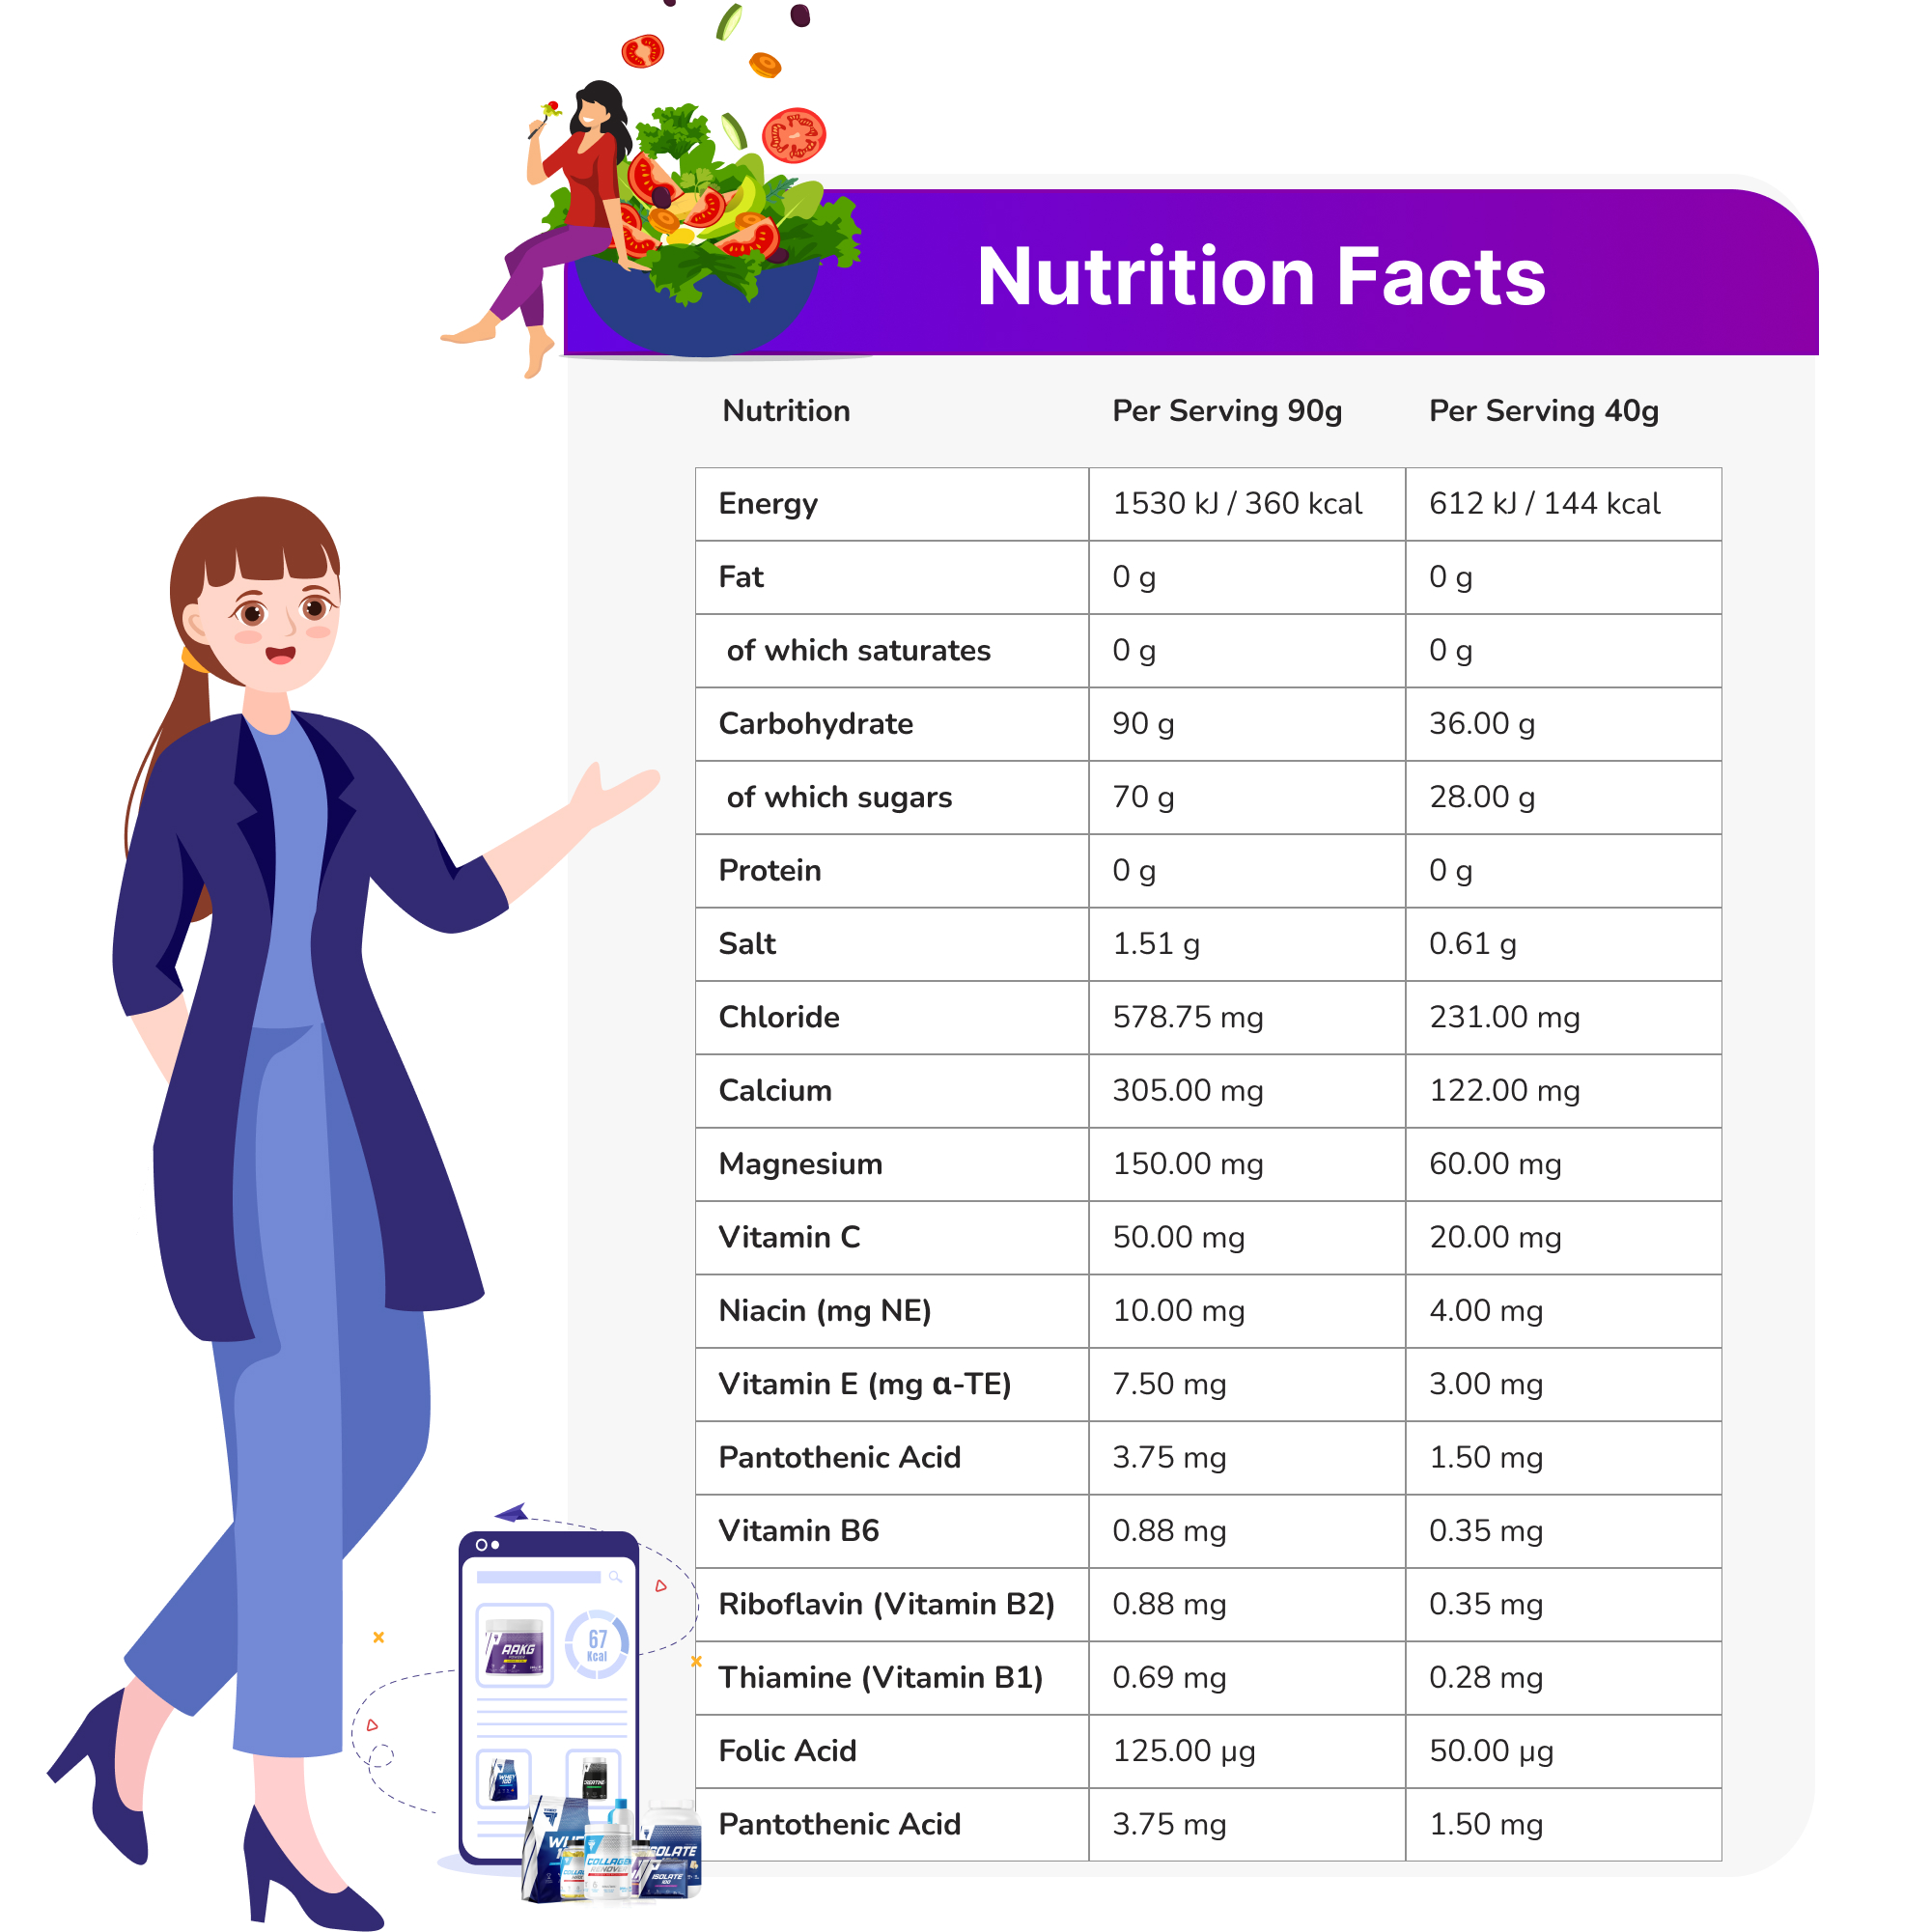 Nutrition Facts
Nutrition Per Serving 90g Per Serving 40g
Energy 1530 kJ / 360 kcal 612 kJ / 144 kcal
Fat 0 g 0 g
of which saturates 0 g 0 g
Carbohydrate 90 g 36.00 g
of which sugars 70 g 28.00 g
Protein 0 g 0 g
Salt 1.51 g 0.61 g
Chloride 578.75 mg 231.00 mg
Calcium 305.00 mg 122.00 mg
Magnesium 150.00 mg 60.00 mg
Vitamin C 50.00 mg 20.00 mg
Niacin (mg NE) 10.00 mg 4.00 mg
Vitamin E (mg α-TE) 7.50 mg 3.00 mg
Pantothenic Acid 3.75 mg 1.50 mg
Vitamin B6 0.88 mg 0.35 mg
Riboflavin (Vitamin B2) 0.88 mg 0.35 mg
Thiamine (Vitamin B1) 0.69 mg 0.28 mg
Folic Acid 125.00 µg 50.00 µg
Pantothenic Acid 3.75 mg 1.50 mg
AAKG
67
Kcal
WHEY
100
CREATINE
COLLAGEN
RENOVER
ISOLATE
100